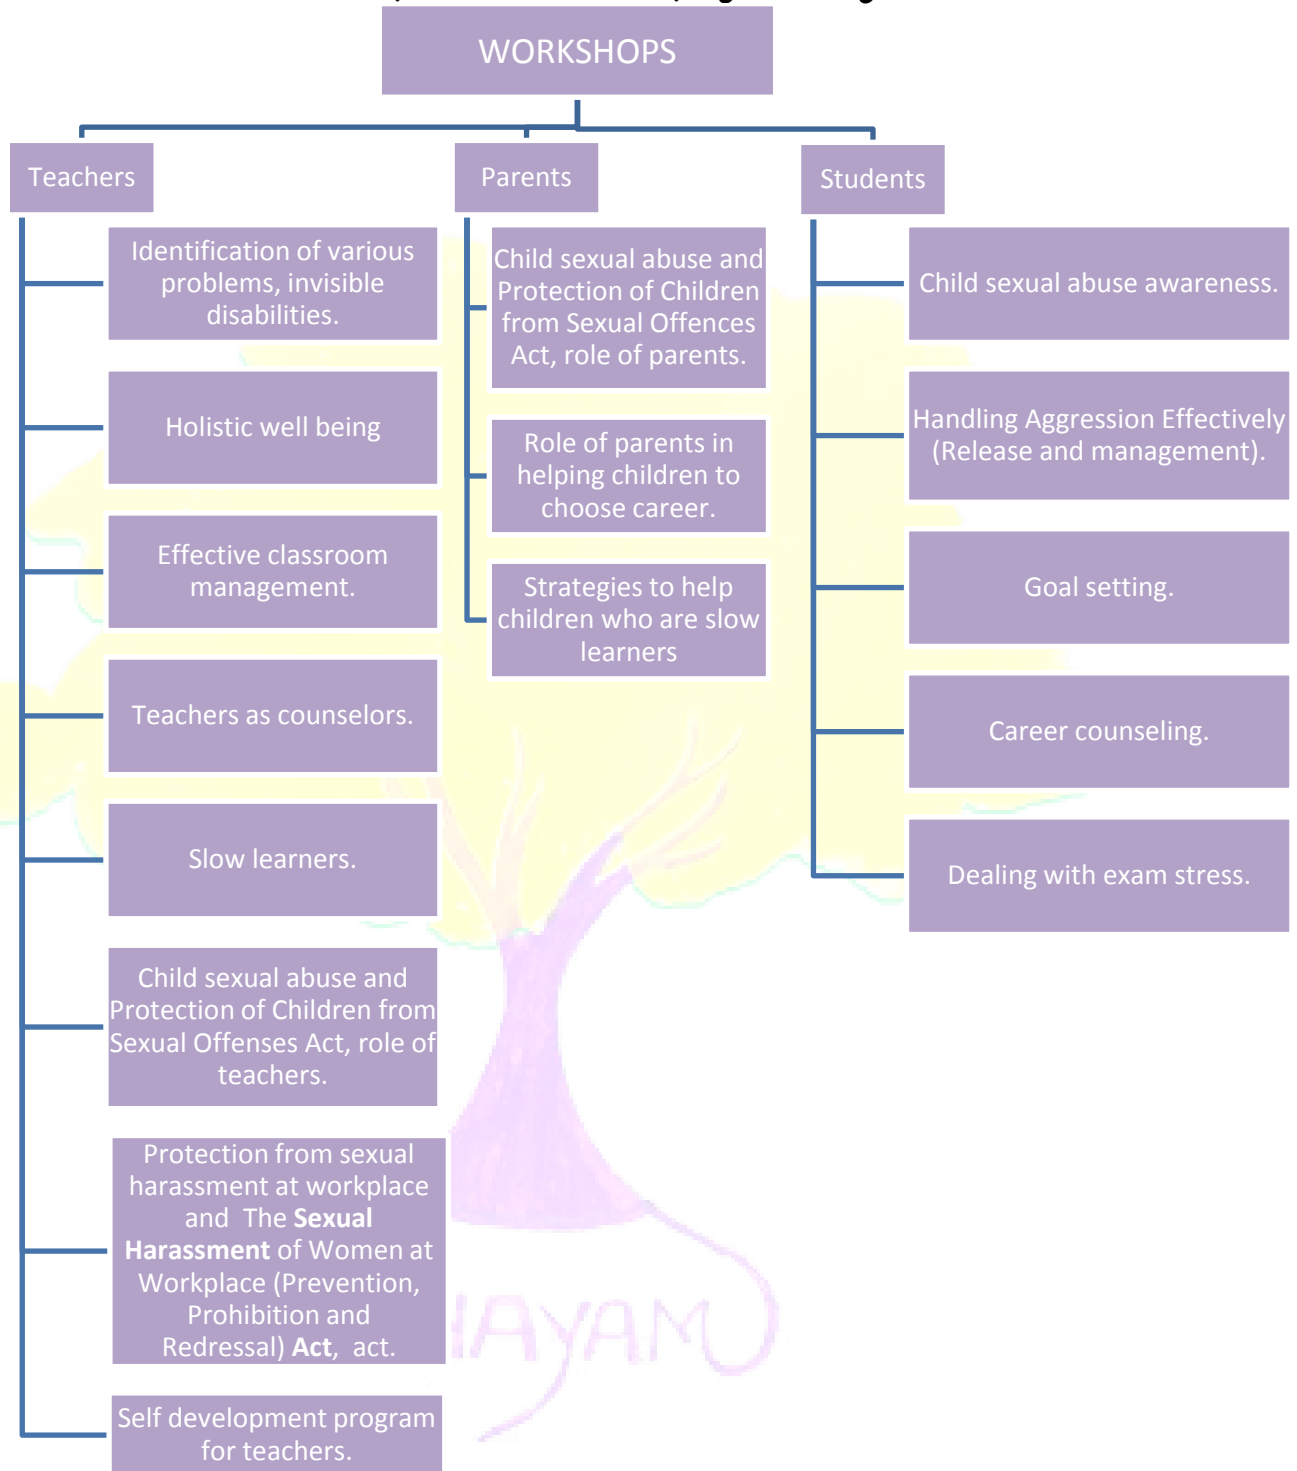 WORKSHOPS
Teachers
Identification of various
problems, invisible
disabilities.
Holistic well being
Effective classroom
management.
Teachers as counselors.
Slow learners.
Child sexual abuse and
Protection of Children from
Sexual Offenses Act, role of
teachers.
Protection from sexual
harassment at workplace
and The Sexual
Harassment of Women at
Workplace (Prevention,
Prohibition and
Redressal) Act, act.
Self development program
for teachers.
Parents
Child sexual abuse and
Protection of Children
from Sexual Offences
Act, role of parents.
Role of parents in
helping children to
choose career.
Strategies to help
children who are slow
learners
Students
Child sexual abuse awareness.
Handling Aggression Effectively
(Release and management).
Goal setting.
Career counseling.
Dealing with exam stress.